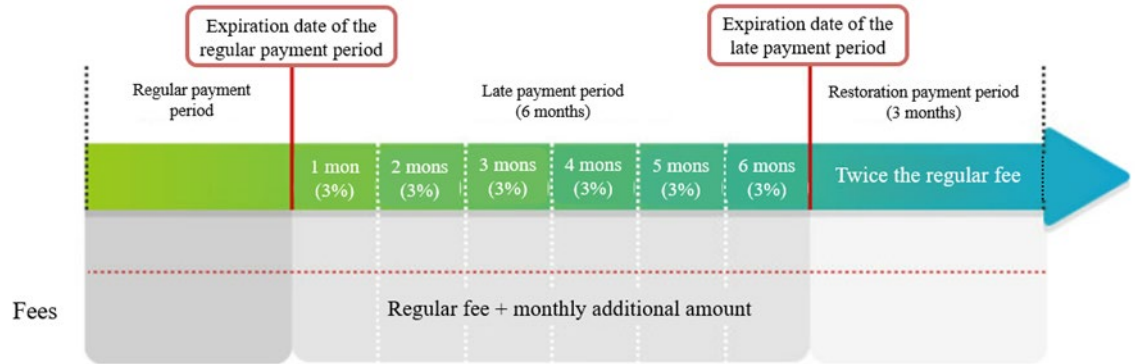 Expiration date of the
regular payment period
Expiration date of the
late payment period
Regular payment
period
Late payment period
(6 months)
Restoration payment period
(3 months)
1 mon
(3%)
2 mons
(3%)
3 mons
(3%)
4 mons
(3%)
5 mons
(3%)
6 mons
(3%)
Twice the regular fee
Fees
Regular fee + monthly additional amount